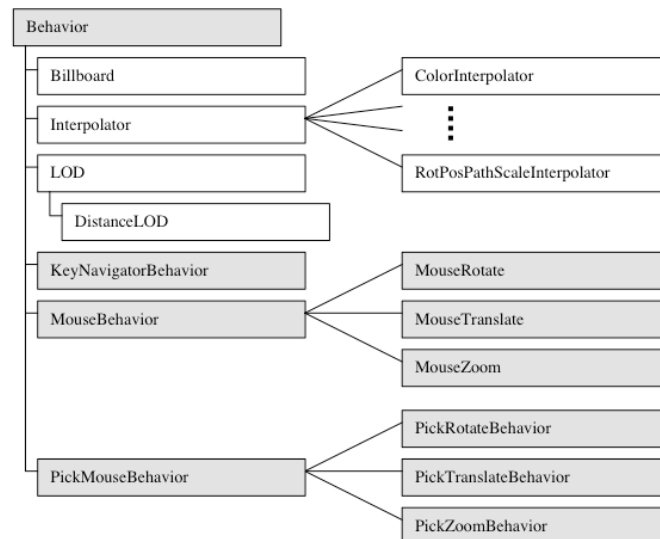 Behavior
Billboard
ColorInterpolator
Interpolator
LOD
RotPosPathScaleInterpolator
DistanceLOD
KeyNavigatorBehavior
MouseRotate
MouseBehavior
MouseTranslate
MouseZoom
PickRotateBehavior
PickMouseBehavior
PickTranslateBehavior
PickZoomBehavior